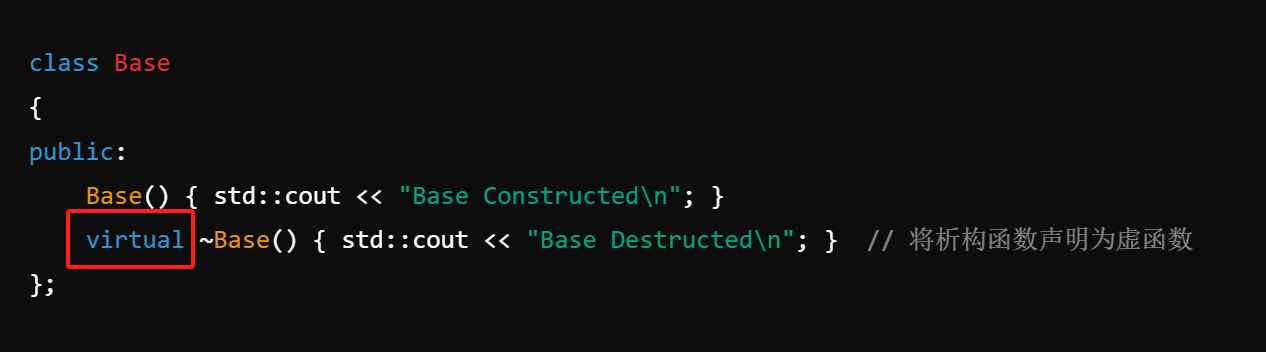 class Base
{
public:
    Base() { std::cout << "Base Constructed\n"; }
    virtual ~Base() { std::cout << "Base Destructed\n"; }  // 将析构函数声明为虚函数
};